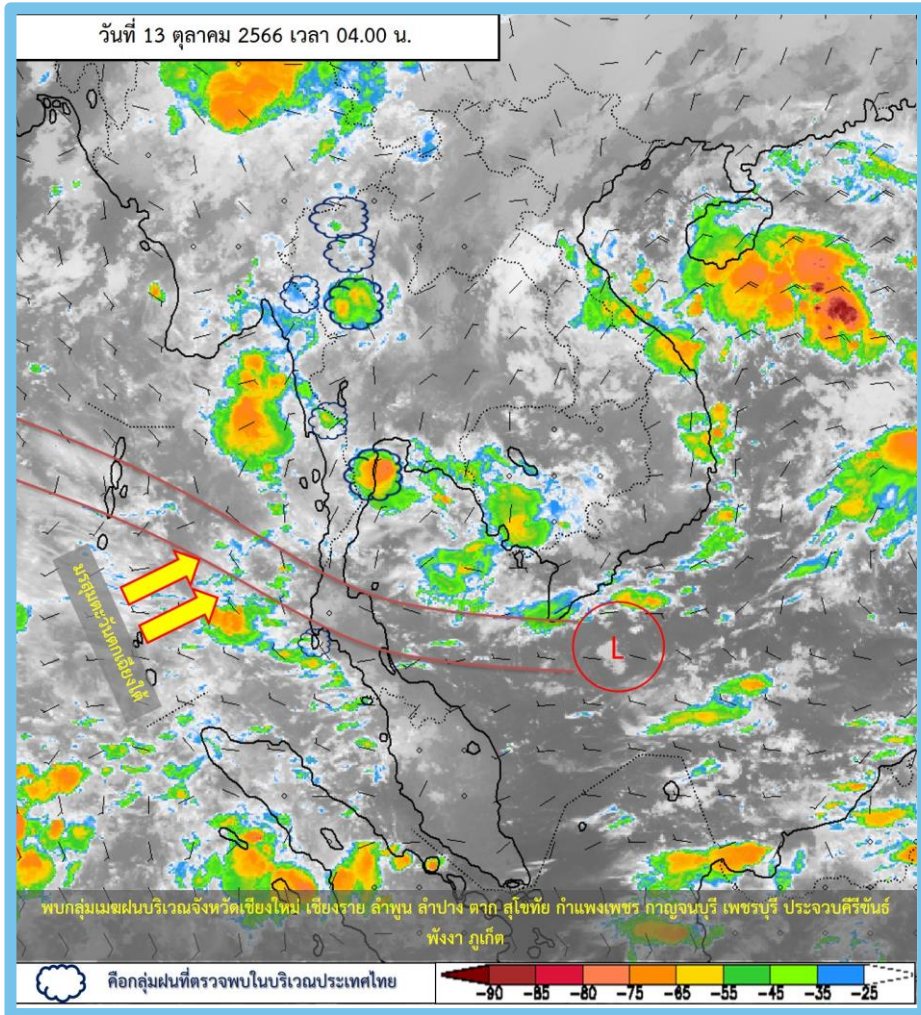 วันที่ 13 ตุลาคม 2566 เวลา 04.00 น.
มรสุมตะวันตกเฉียงใต้
L
พบกลุ่มเมฆฝนบริเวณจังหวัดเชียงใหม่ เชียงราย ลำพูน ลำปาง ตาก สุโขทัย กำแพงเพชร กาญจนบุรี เพชรบุรี ประจวบคีรีขันธ์
พังงา ภูเก็ต
คือกลุ่มฝนที่ตรวจพบในบริเวณประเทศไทย
-90 -85 -80 -75 -65 -55 -45 -35 -25